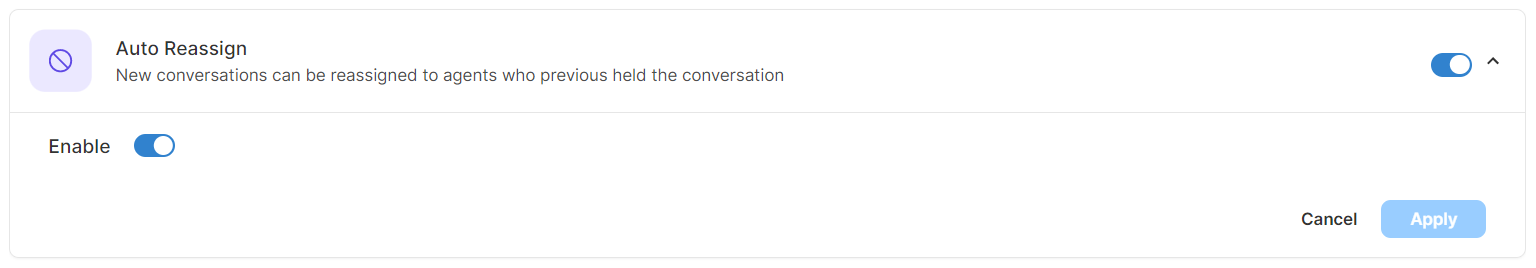 Auto Reassign
New conversations can be reassigned to agents who previous held the conversation
Enable
Cancel
Apply